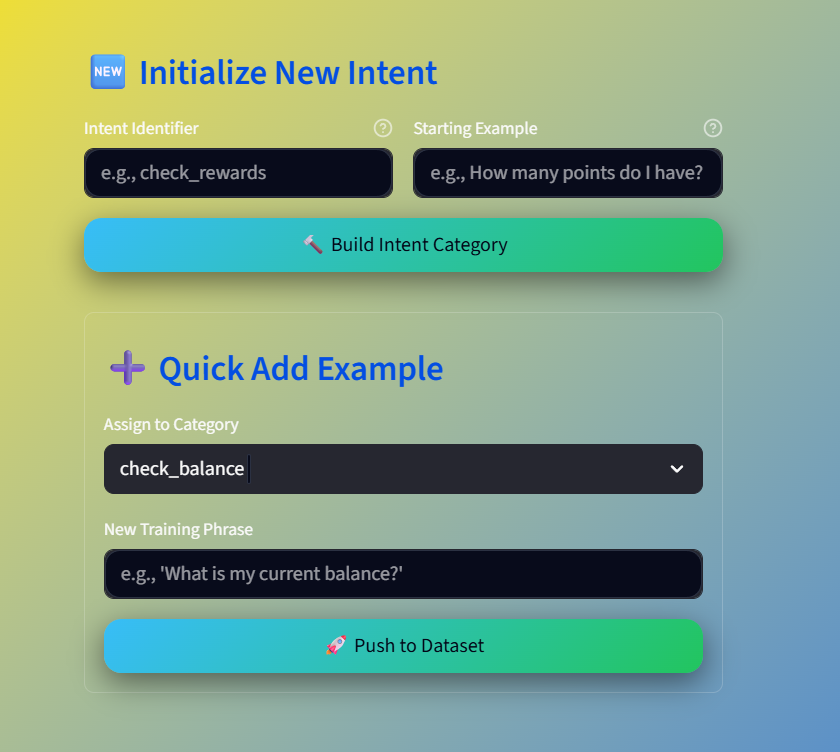 NEW Initialize New Intent
Intent Identifier ? Starting Example ?
e.g., check_rewards e.g., How many points do I have?
Build Intent Category
Quick Add Example
Assign to Category
check_balance
New Training Phrase
e.g., 'What is my current balance?'
Push to Dataset